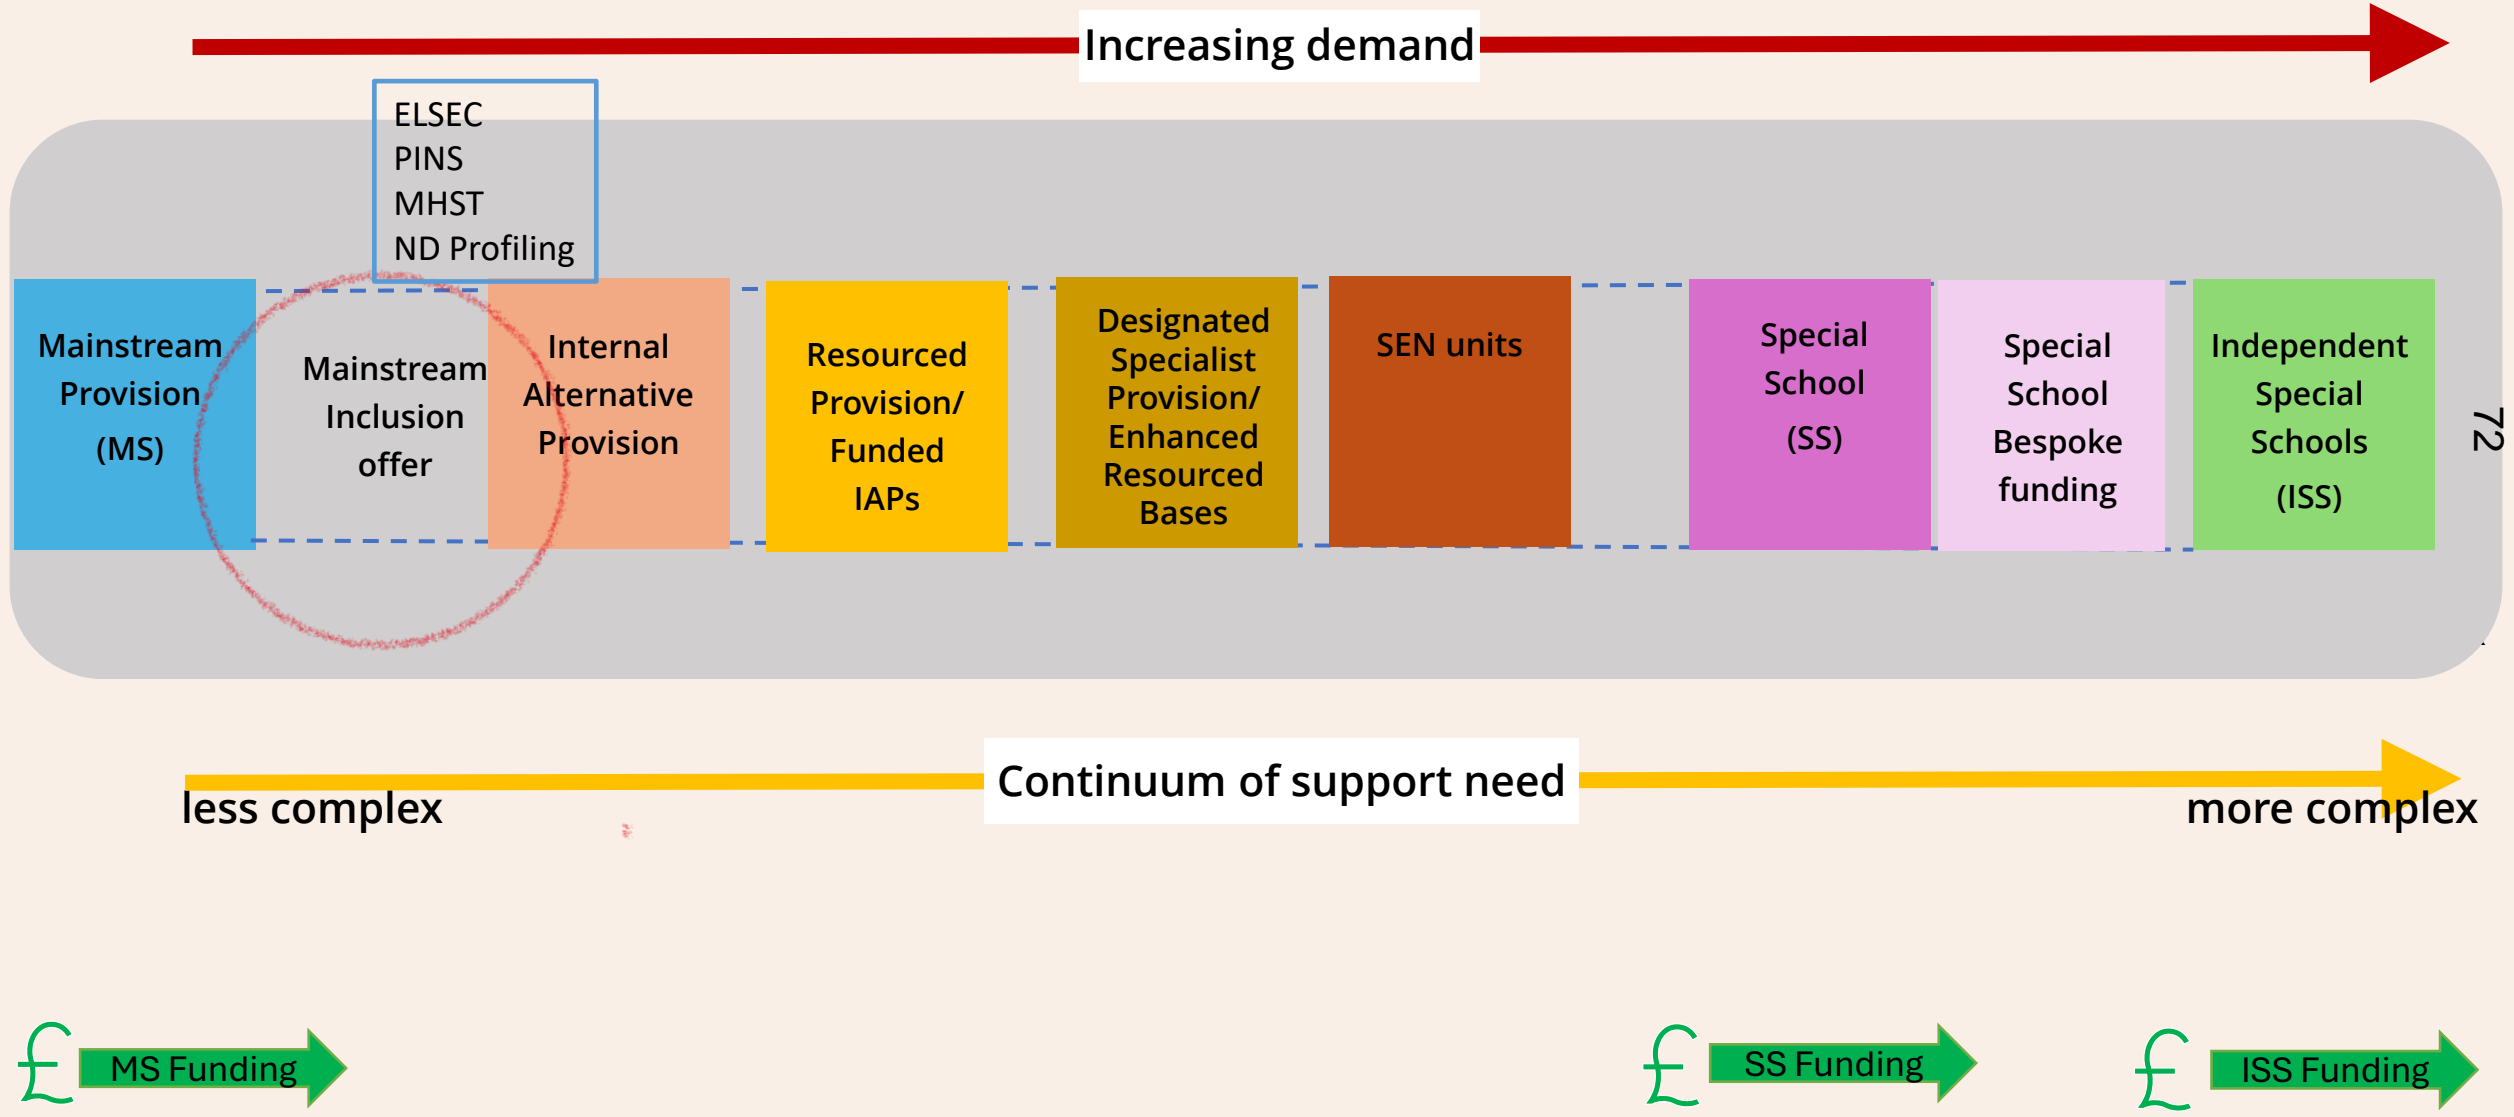 Increasing demand
ELSEC
PINS
MHST
ND Profiling
Mainstream
Provision
(MS)
Mainstream
Inclusion
offer
Internal
Alternative
Provision
Resourced
Provision/
Funded
IAPs
Designated
Specialist
Provision/
Enhanced
Resourced
Bases
SEN units
Special
School
(SS)
Special
School
Bespoke
funding
Independent
Special
Schools
(ISS)
72
Continuum of support need
less complex
more complex
£ MS Funding
£ SS Funding
£ ISS Funding